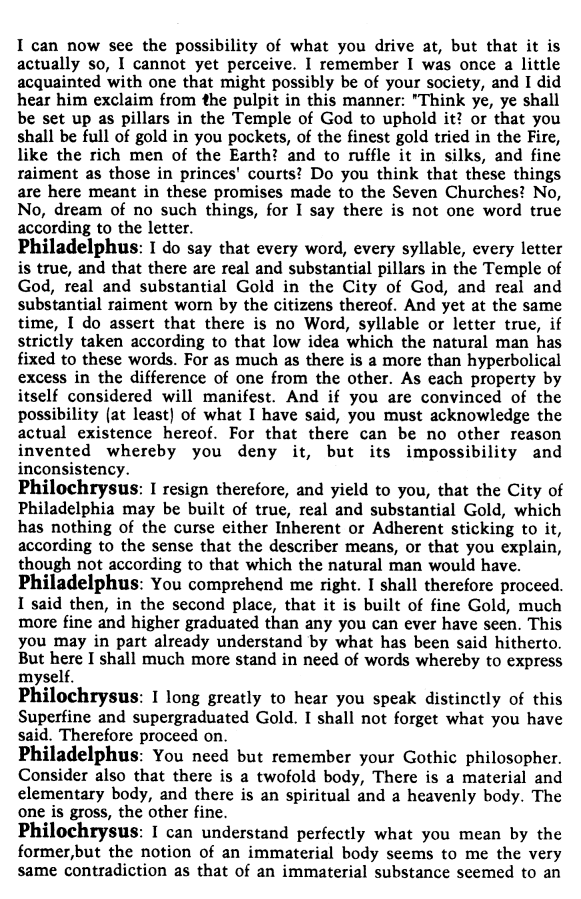 I can now see the possibility of what you drive at, but that it is
actually so, I cannot yet perceive. I remember I was once a little
acquainted with one that might possibly be of your society, and I did
hear him exclaim from the pulpit in this manner: "Think ye, ye shall
be set up as pillars in the Temple of God to uphold it? or that you
shall be full of gold in you pockets, of the finest gold tried in the Fire,
like the rich men of the Earth? and to ruffle it in silks, and fine
raiment as those in princes' courts? Do you think that these things
are here meant in these promises made to the Seven Churches? No,
No, dream of no such things, for I say there is not one word true
according to the letter.
Philadelphus: I do say that every word, every syllable, every letter
is true, and that there are real and substantial pillars in the Temple of
God, real and substantial Gold in the City of God, and real and
substantial raiment worn by the citizens thereof. And yet at the same
time, I do assert that there is no Word, syllable or letter true, if
strictly taken according to that low idea which the natural man has
fixed to these words. For as much as there is a more than hyperbolical
excess in the difference of one from the other. As each property by
itself considered will manifest. And if you are convinced of the
possibility (at least) of what I have said, you must acknowledge the
actual existence hereof. For that there can be no other reason
invented whereby you deny it, but its impossibility and
inconsistency.
Philochrysus: I resign therefore, and yield to you, that the City of
Philadelphia may be built of true, real and substantial Gold, which
has nothing of the curse either Inherent or Adherent sticking to it,
according to the sense that the describer means, or that you explain,
though not according to that which the natural man would have.
Philadelphus: You comprehend me right. I shall therefore proceed.
I said then, in the second place, that it is built of fine Gold, much
more fine and higher graduated than any you can ever have seen. This
you may in part already understand by what has been said hitherto.
But here I shall much more stand in need of words whereby to express
myself.
Philochrysus: I long greatly to hear you speak distinctly of this
Superfine and supergraduated Gold. I shall not forget what you have
said. Therefore proceed on.
Philadelphus: You need but remember your Gothic philosopher.
Consider also that there is a twofold body, There is a material and
elementary body, and there is an spiritual and a heavenly body. The
one is gross, the other fine.
Philochrysus: I can understand perfectly what you mean by the
former,but the notion of an immaterial body seems to me the very
same contradiction as that of an immaterial substance seemed to an